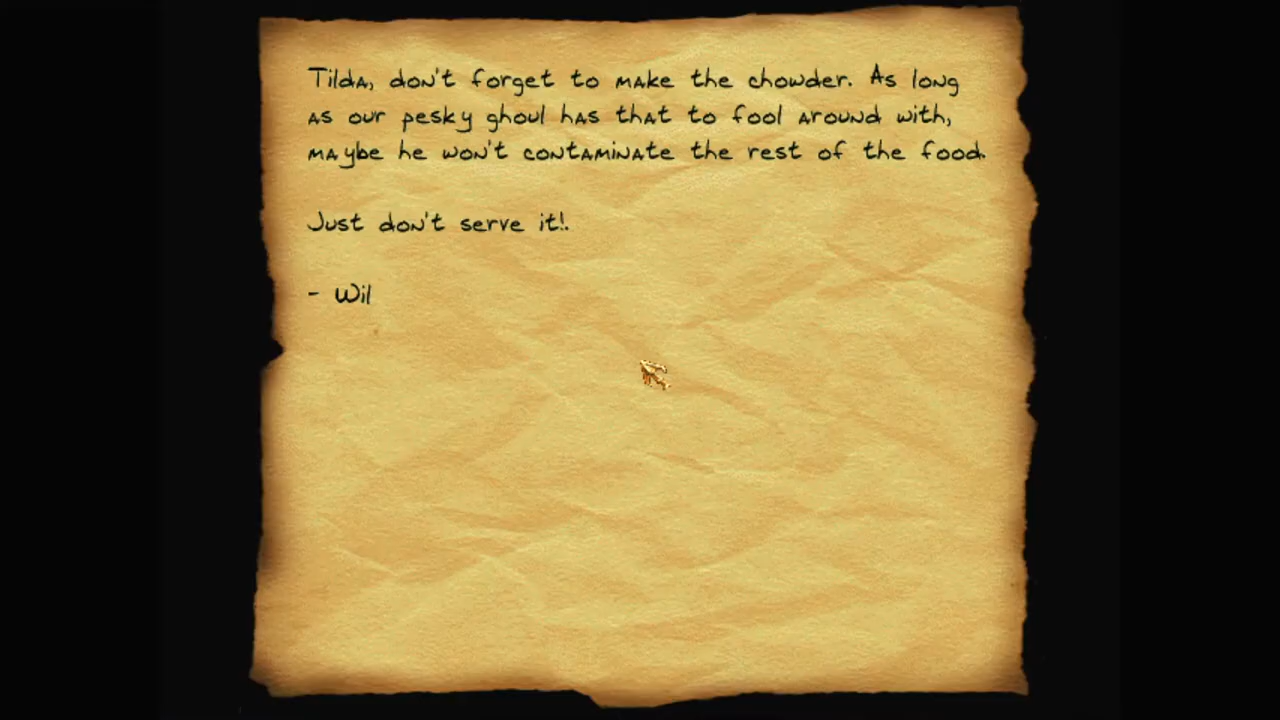 Tilda, don't forget to make the chowder. As long
as our pesky ghoul has that to fool around with,
maybe he won't contaminate the rest of the food.
Just don't serve it!.
- Wil